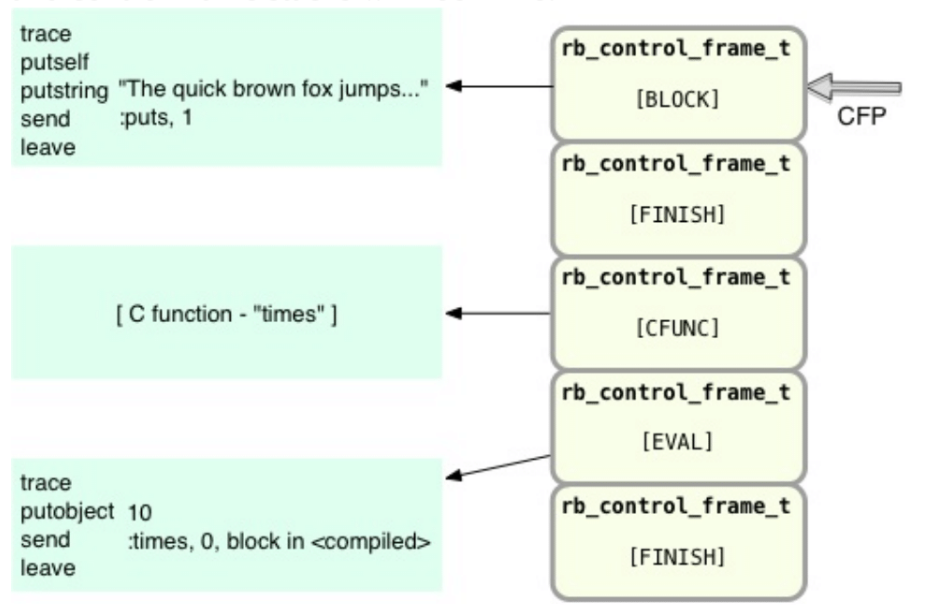 trace
putself
putstring "The quick brown fox jumps..."
send :puts, 1
leave
rb_control_frame_t
[BLOCK]
CFP
rb_control_frame_t
[FINISH]
[ C function - "times" ]
rb_control_frame_t
[CFUNC]
rb_control_frame_t
[EVAL]
trace
putobject 10
send :times, 0, block in <compiled>
leave
rb_control_frame_t
[FINISH]